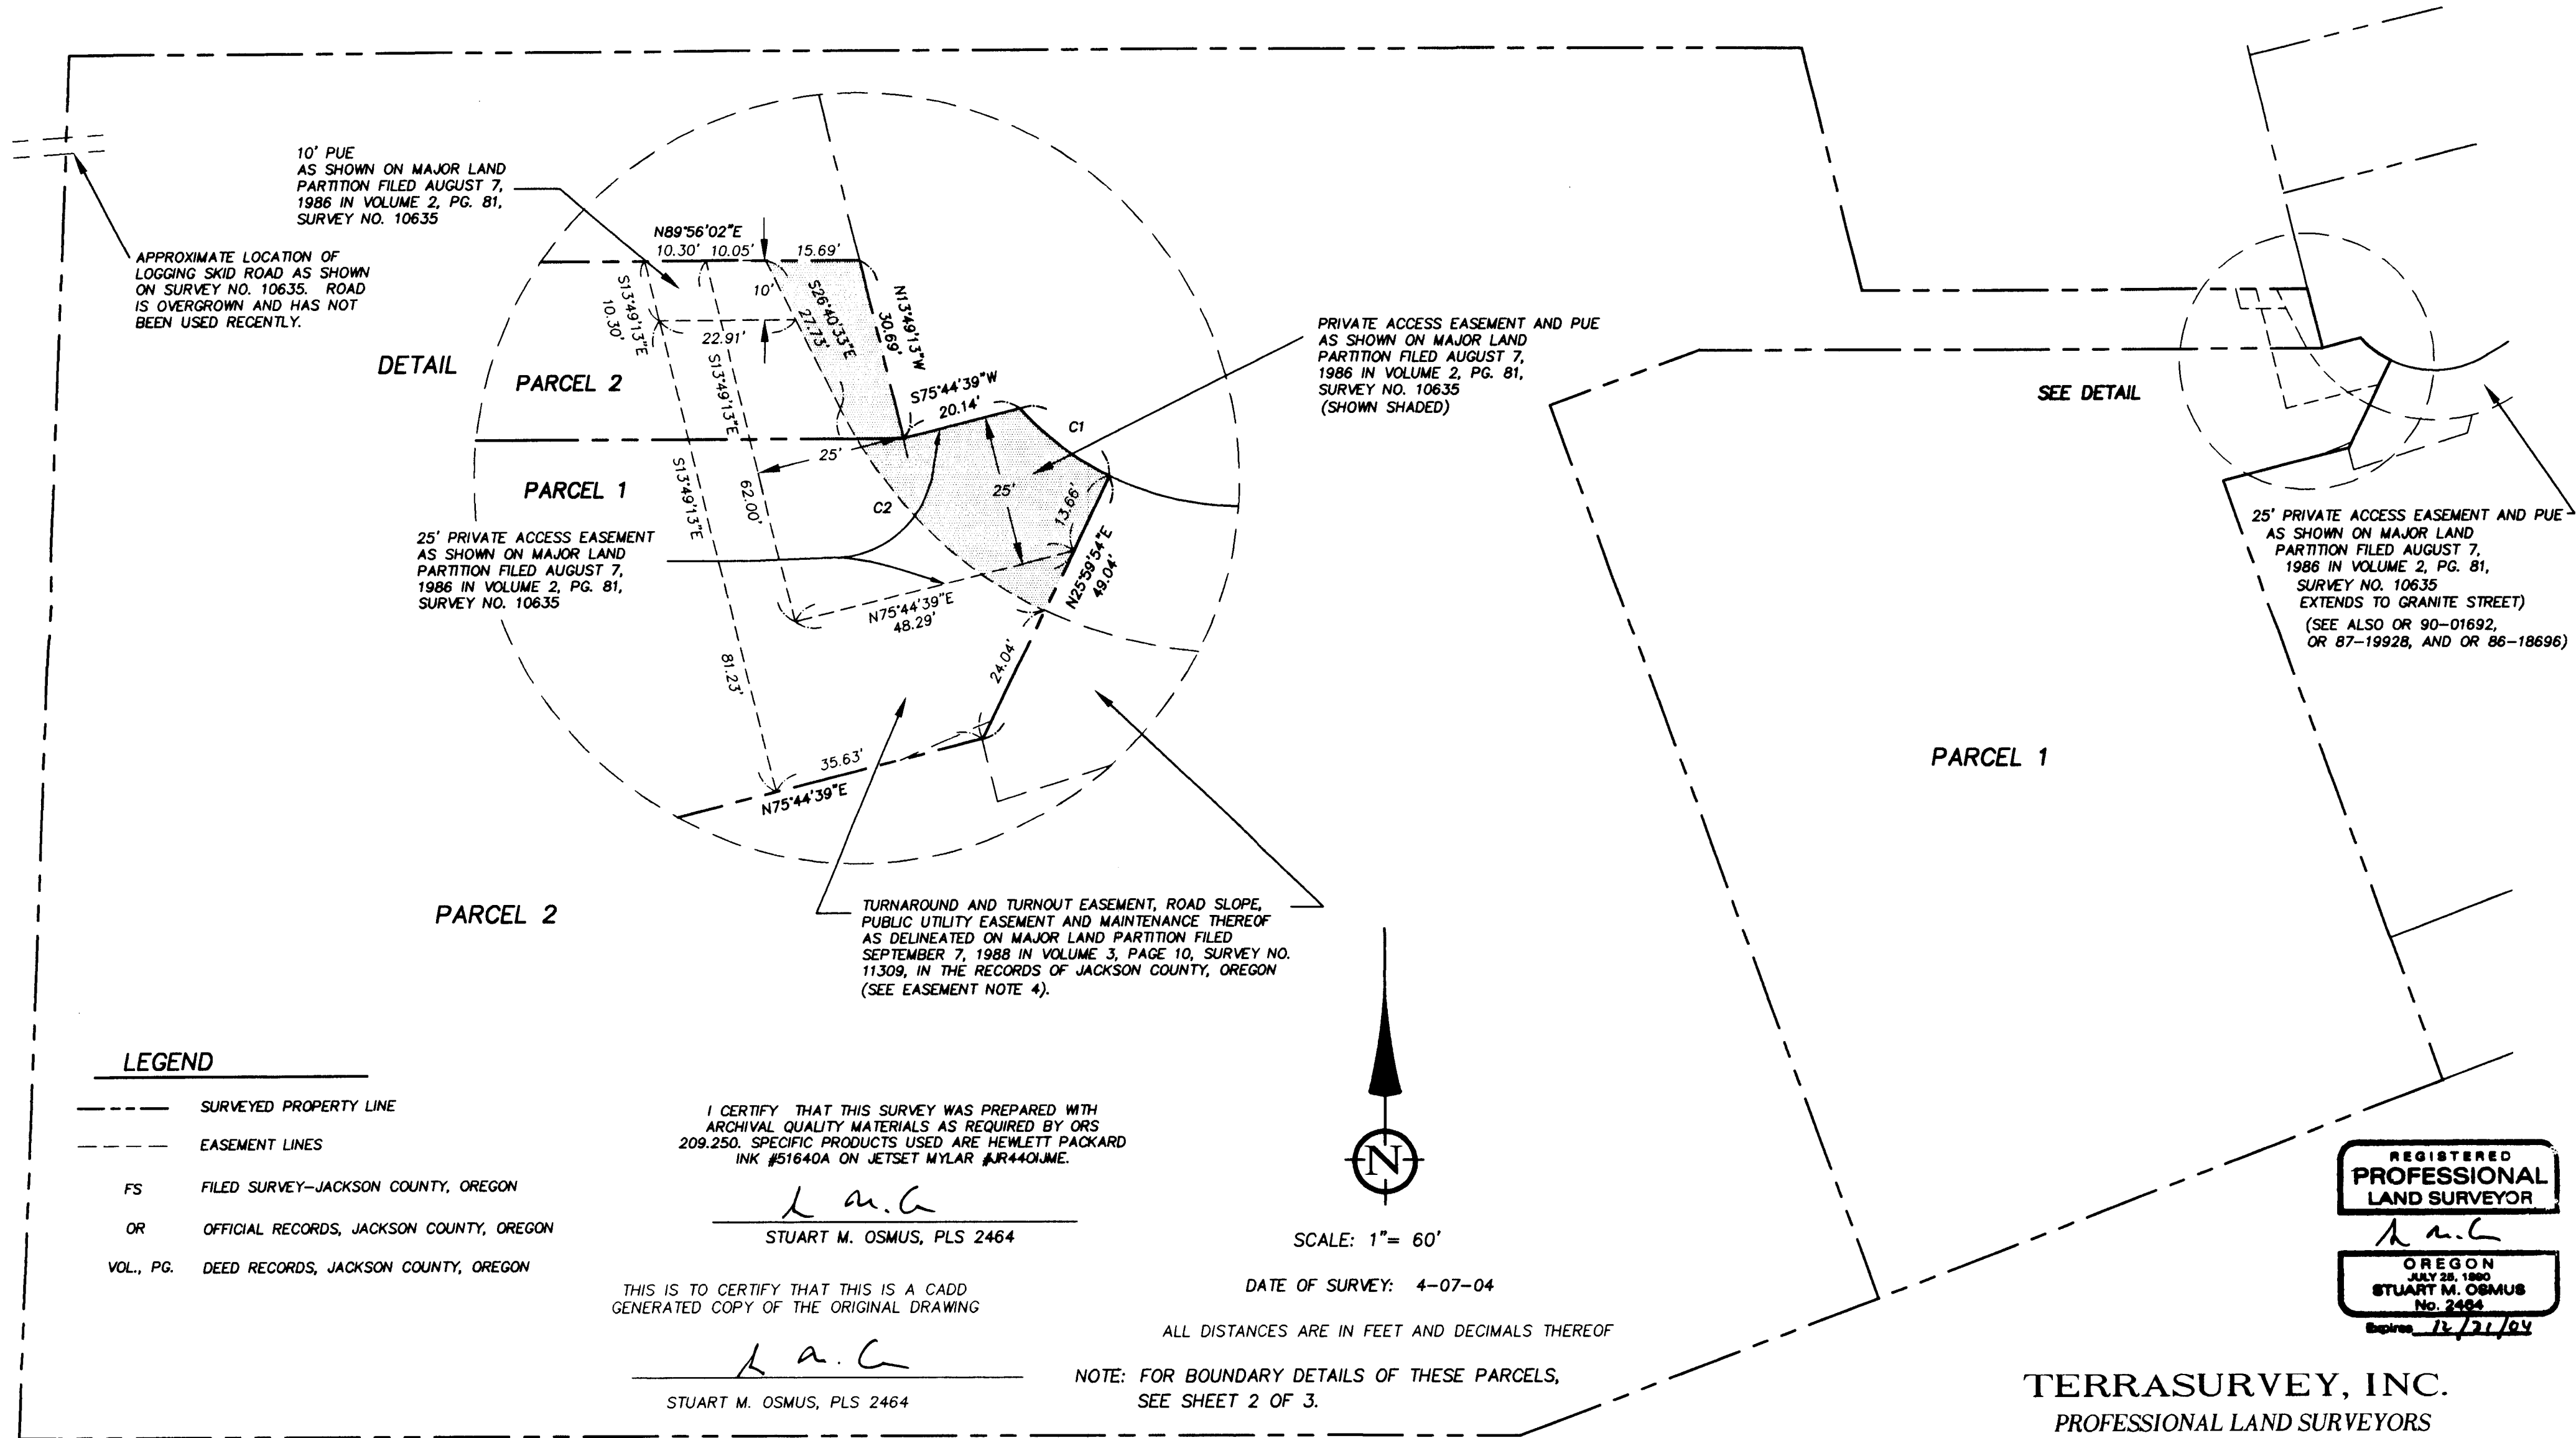 10' PUE
AS SHOWN ON MAJOR LAND
PARTITION FILED AUGUST 7,
1986 IN VOLUME 2, PG. 81,
SURVEY NO. 10635
APPROXIMATE LOCATION OF
LOGGING SKID ROAD AS SHOWN
ON SURVEY NO. 10635. ROAD
IS OVERGROWN AND HAS NOT
BEEN USED RECENTLY.
DETAIL
N89°56'02"E
10.30' 10.05' 15.69'
10'
S13°49'13"E
10.30'
22.91'
S26°40'33"E
27.73'
N13°49'13"W
30.69'
PARCEL 2
S13°49'13"E
62.00'
S75°44'39"W
20.14'
C1
25'
25'
C2
13.66'
N25°59'54"E
49.04'
PARCEL 1
S13°49'13"E
81.23'
25' PRIVATE ACCESS EASEMENT
AS SHOWN ON MAJOR LAND
PARTITION FILED AUGUST 7,
1986 IN VOLUME 2, PG. 81,
SURVEY NO. 10635
N75°44'39"E
48.29'
24.04'
35.63'
N75°44'39"E
PRIVATE ACCESS EASEMENT AND PUE
AS SHOWN ON MAJOR LAND
PARTITION FILED AUGUST 7,
1986 IN VOLUME 2, PG. 81,
SURVEY NO. 10635
(SHOWN SHADED)
SEE DETAIL
25' PRIVATE ACCESS EASEMENT AND PUE
AS SHOWN ON MAJOR LAND
PARTITION FILED AUGUST 7,
1986 IN VOLUME 2, PG. 81,
SURVEY NO. 10635
EXTENDS TO GRANITE STREET)
(SEE ALSO OR 90-01692,
OR 87-19928, AND OR 86-18696)
PARCEL 1
PARCEL 2
TURNAROUND AND TURNOUT EASEMENT, ROAD SLOPE,
PUBLIC UTILITY EASEMENT AND MAINTENANCE THEREOF
AS DELINEATED ON MAJOR LAND PARTITION FILED
SEPTEMBER 7, 1988 IN VOLUME 3, PAGE 10, SURVEY NO.
11309, IN THE RECORDS OF JACKSON COUNTY, OREGON
(SEE EASEMENT NOTE 4).
LEGEND
SURVEYED PROPERTY LINE
EASEMENT LINES
FS FILED SURVEY-JACKSON COUNTY, OREGON
OR OFFICIAL RECORDS, JACKSON COUNTY, OREGON
VOL., PG. DEED RECORDS, JACKSON COUNTY, OREGON
I CERTIFY THAT THIS SURVEY WAS PREPARED WITH
ARCHIVAL QUALITY MATERIALS AS REQUIRED BY ORS
209.250. SPECIFIC PRODUCTS USED ARE HEWLETT PACKARD
INK #51640A ON JETSET MYLAR #JR440IJME.
STUART M. OSMUS, PLS 2464
THIS IS TO CERTIFY THAT THIS IS A CADD
GENERATED COPY OF THE ORIGINAL DRAWING
STUART M. OSMUS, PLS 2464
N
SCALE: 1"= 60'
DATE OF SURVEY: 4-07-04
ALL DISTANCES ARE IN FEET AND DECIMALS THEREOF
NOTE: FOR BOUNDARY DETAILS OF THESE PARCELS,
SEE SHEET 2 OF 3.
REGISTERED
PROFESSIONAL
LAND SURVEYOR
OREGON
STUART M. OSMUS
No. 2464
Expires
TERRASURVEY, INC.
PROFESSIONAL LAND SURVEYORS